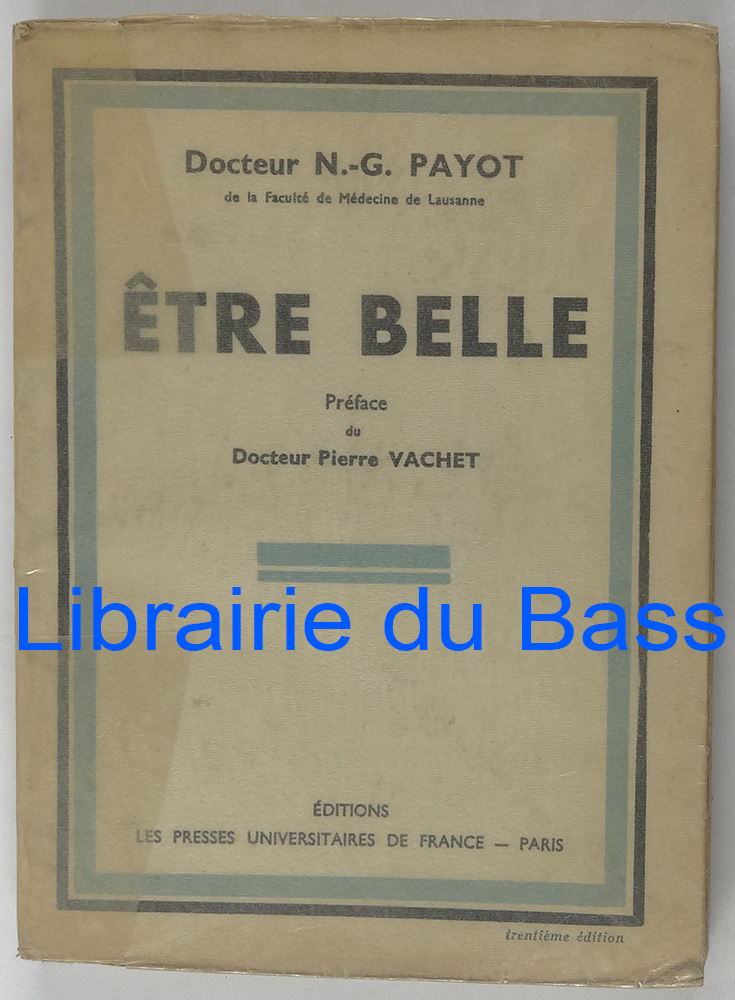 Docteur N.-G. PAYOT
de la Faculté de Médecine de Lausanne
ÊTRE BELLE
Préface
du
Docteur Pierre VACHET
Librairie du Bass
ÉDITIONS
LES PRESSES UNIVERSITAIRES DE FRANCE — PARIS
trentième édition